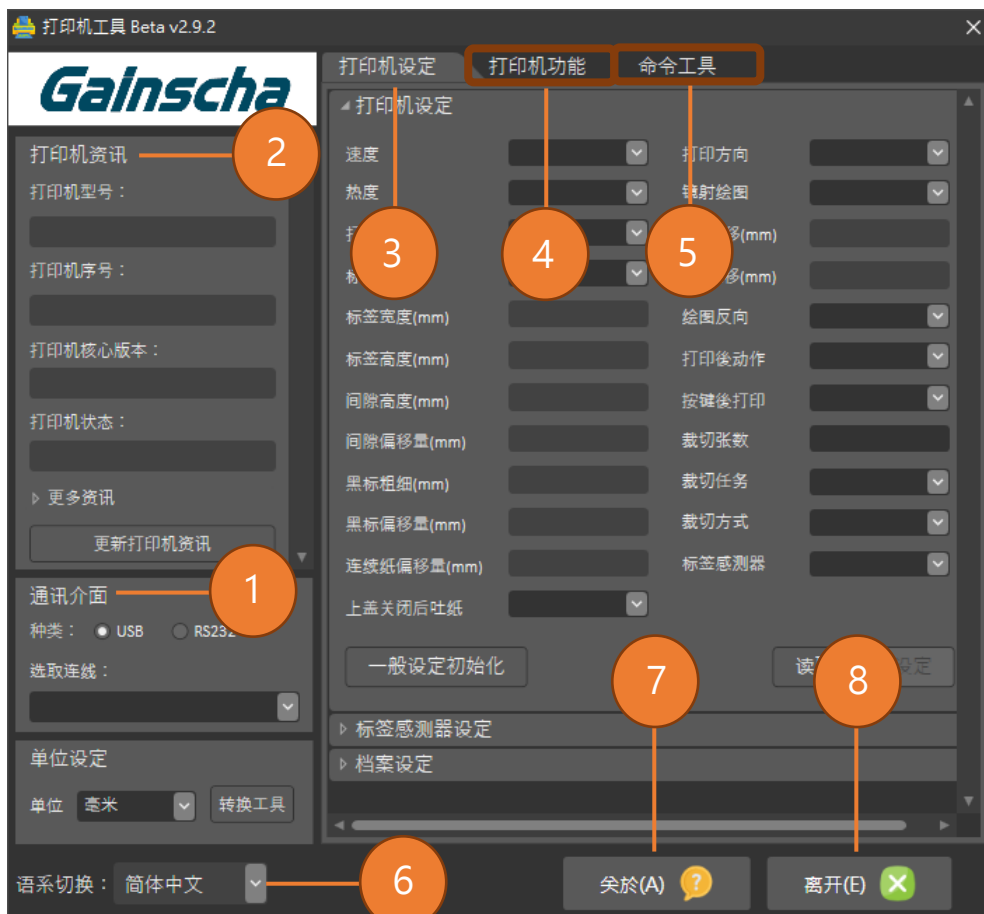 打印机工具 Beta v2.9.2
Gainscha
打印机设定 打印机功能 命令工具
打印机资讯
2
打印机型号：
打印机序号：
打印机核心版本：
打印机状态：
更多资讯
更新打印机资讯
通讯介面
1
种类： USB RS232
选取连线：
单位设定
单位 毫米 转换工具
打印机设定
速度 打印方向
热度 镜射绘图
3 4 5
(mm)
(mm)
标签宽度(mm) 绘图反向
标签高度(mm) 打印後动作
间隙高度(mm) 按键後打印
间隙偏移量(mm) 裁切张数
黑标粗细(mm) 裁切任务
黑标偏移量(mm) 裁切方式
连续纸偏移量(mm) 标签感测器
上盖关闭后吐纸
一般设定初始化
7 8
标签感测器设定
档案设定
语系切换： 简体中文
6
关於(A) ?
离开(E)